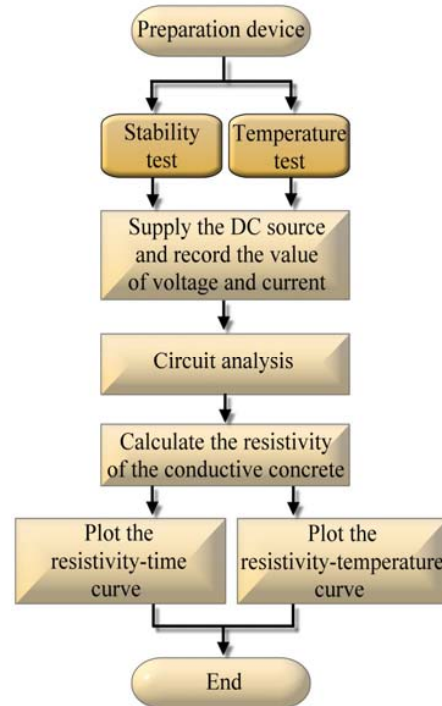 Preparation device
Stability
test
Temperature
test
Supply the DC source
and record the value
of voltage and current
Circuit analysis
Calculate the resistivity
of the conductive concrete
Plot the
resistivity-time
curve
Plot the
resistivity-temperature
curve
End